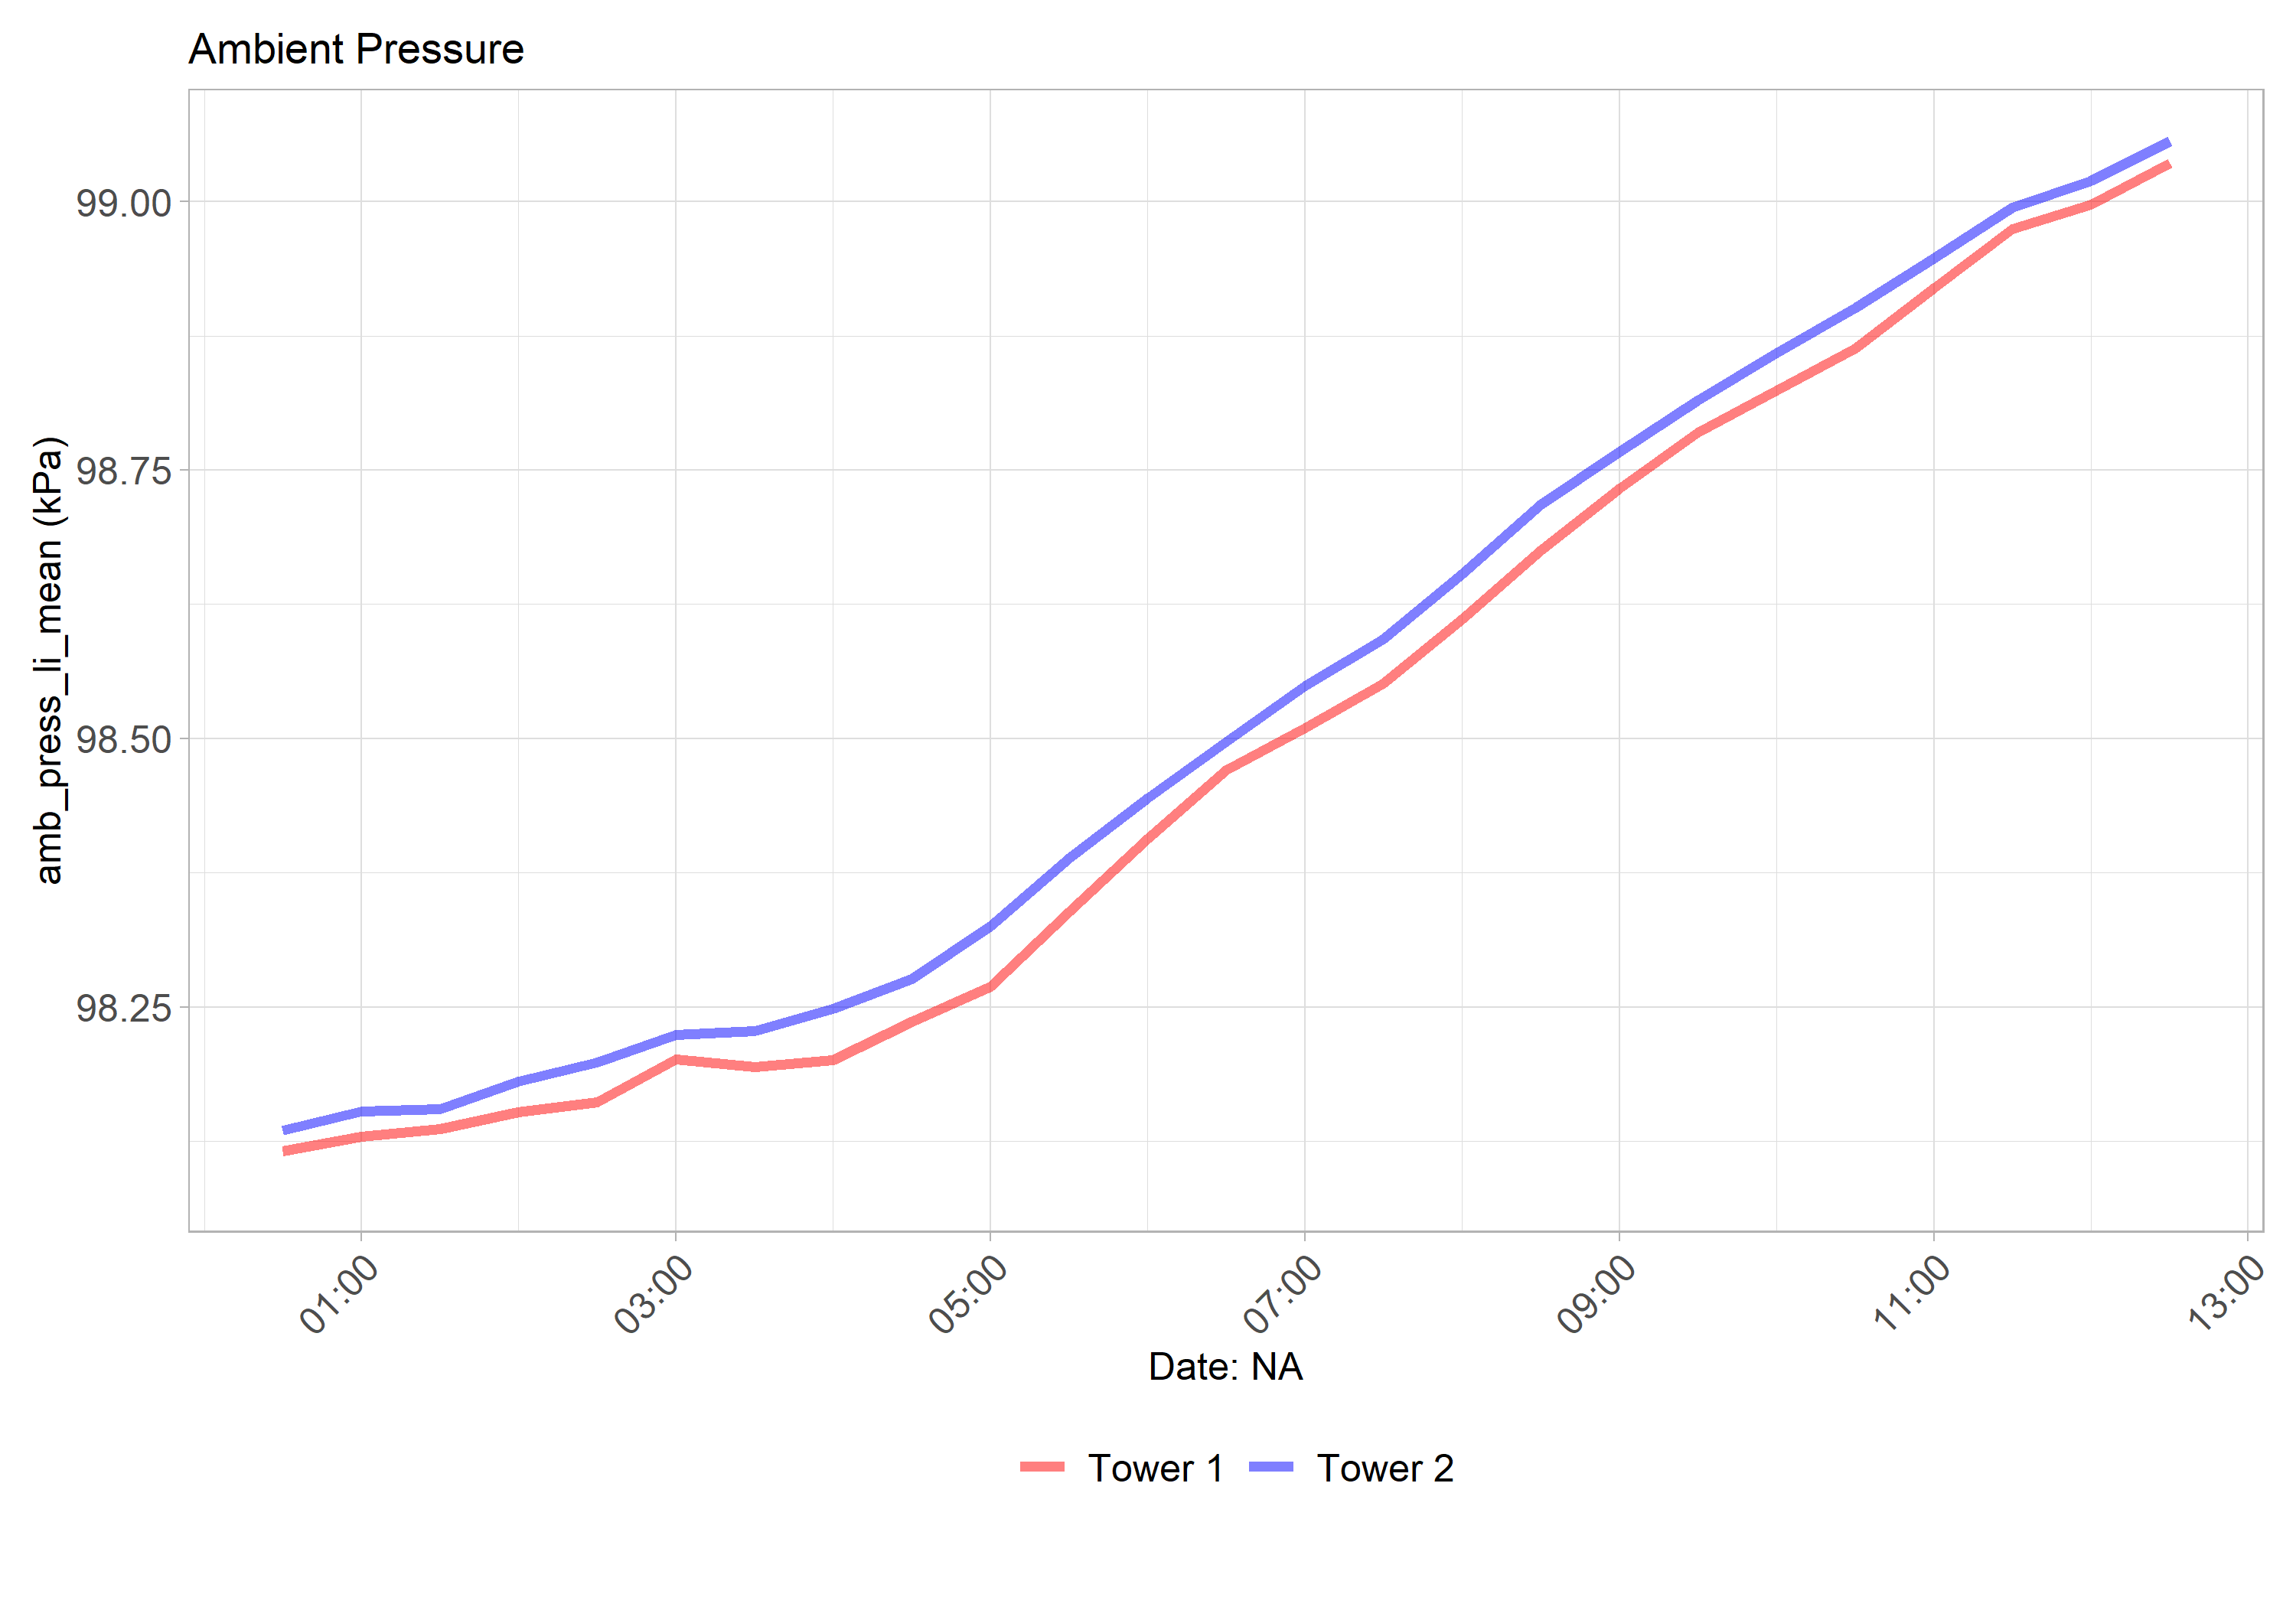 Ambient Pressure
amb_press_li_mean (kPa)
99.00
98.75
98.50
98.25
01:00
03:00
05:00
07:00
09:00
11:00
13:00
Date: NA
Tower 1
Tower 2